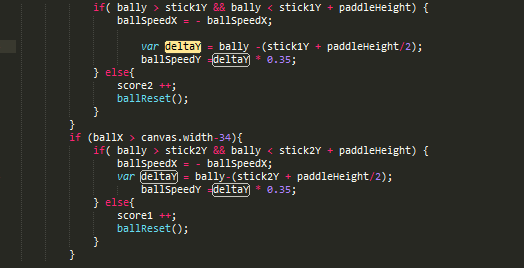 if( bally > stick1Y && bally < stick1Y + paddleHeight) {
ballSpeedX = - ballSpeedX;
var deltaY = bally -(stick1Y + paddleHeight/2);
ballSpeedY =deltaY * 0.35;
} else{
score2 ++;
ballReset();
}
}
if (ballX > canvas.width-34){
if( bally > stick2Y && bally < stick2Y + paddleHeight) {
ballSpeedX = - ballSpeedX;
var deltaY = bally-(stick2Y + paddleHeight/2);
ballSpeedY =deltaY * 0.35;
} else{
score1 ++;
ballReset();
}
}